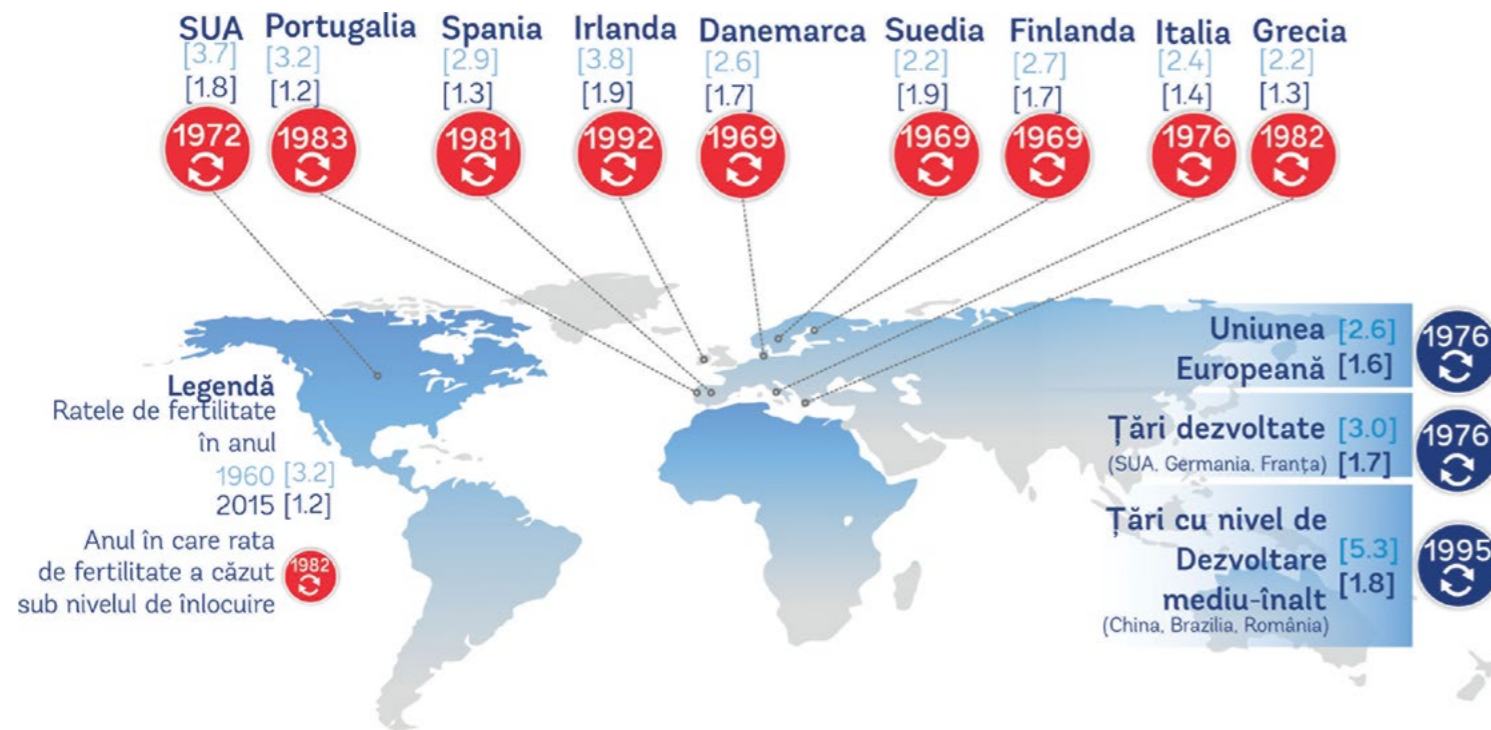 SUA
[3.7]
[1.8]
1972
Portugalia
[3.2]
[1.2]
1983
Spania
[2.9]
[1.3]
1981
Irlanda
[3.8]
[1.9]
1992
Danemarca
[2.6]
[1.7]
1969
Suedia
[2.2]
[1.9]
1969
Finlanda
[2.7]
[1.7]
1969
Italia
[2.4]
[1.4]
1976
Grecia
[2.2]
[1.3]
1982
Legendă
Ratele de fertilitate
în anul
1960 [3.2]
2015 [1.2]
Anul în care rata
de fertilitate a căzut
sub nivelul de înlocuire
1982
Uniunea [2.6]
Europeană [1.6]
1976
Țări dezvoltate [3.0]
(SUA. Germania. Franța) [1.7]
1976
Țări cu nivel de
Dezvoltare [5.3]
mediu-înalt [1.8]
(China, Brazilia, România)
1995